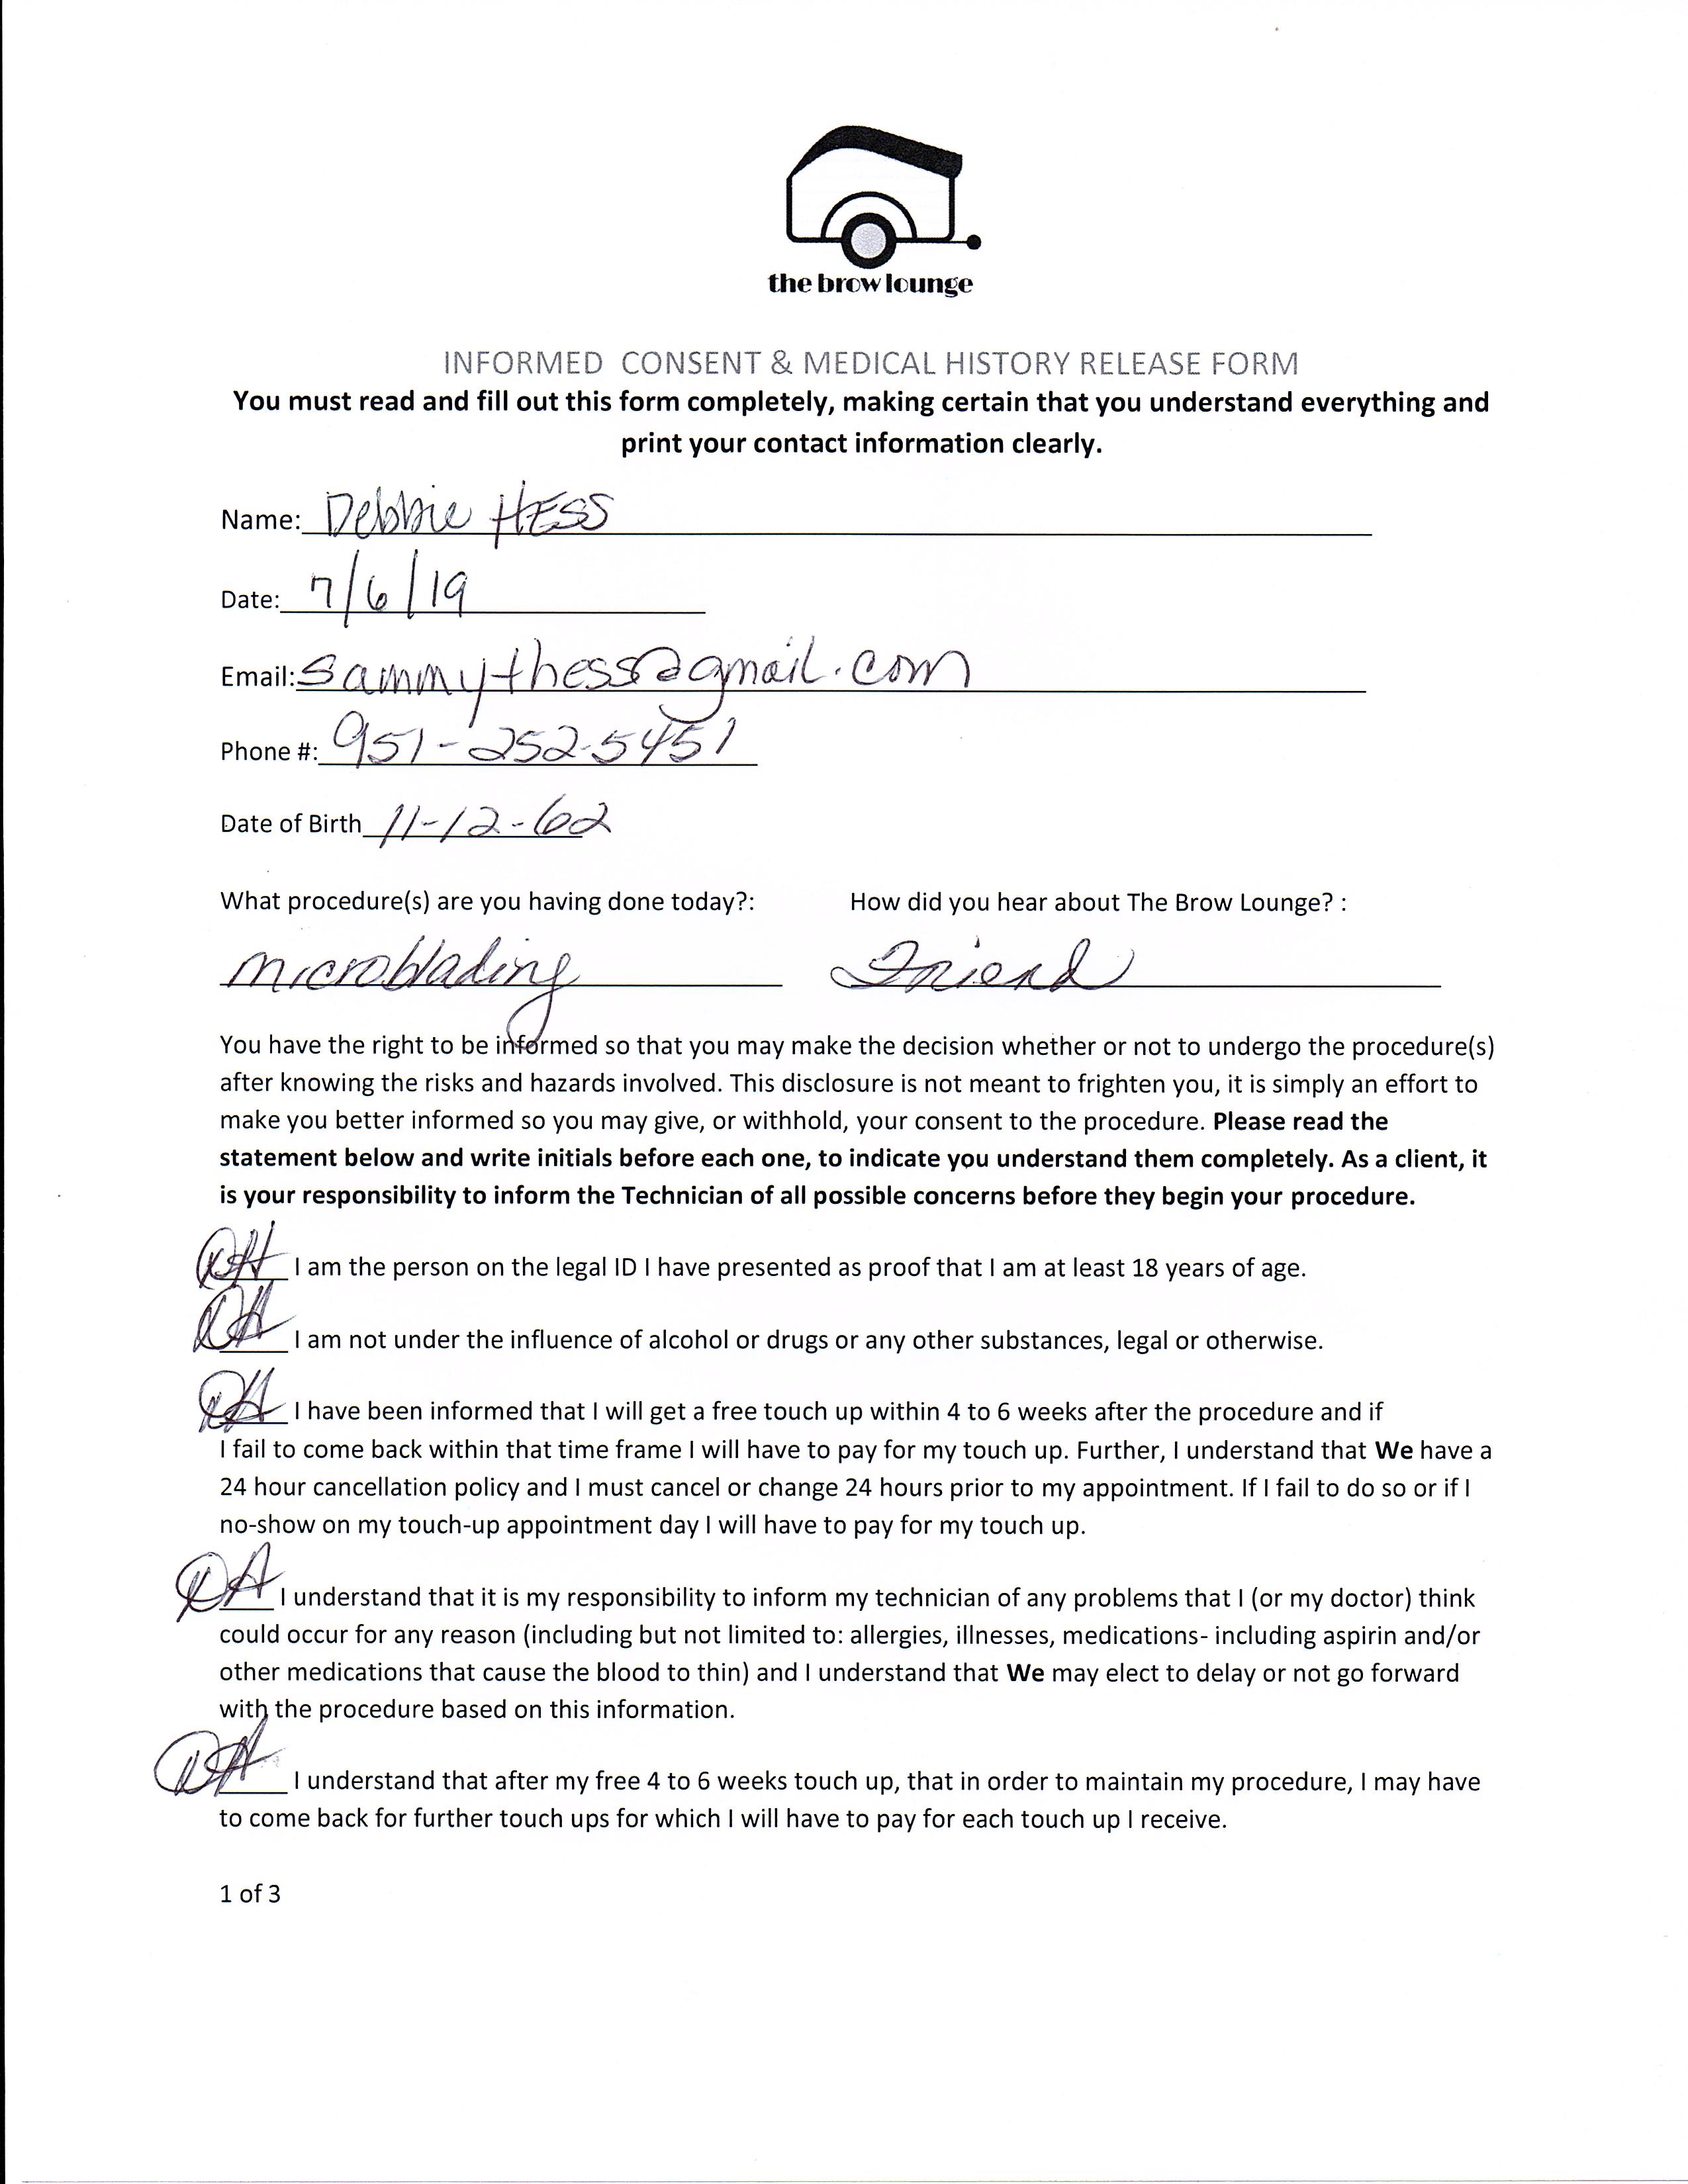 the brow lounge
INFORMED CONSENT & MEDICAL HISTORY RELEASE FORM
You must read and fill out this form completely, making certain that you understand everything and
print your contact information clearly.
Name: Debbie HESS
Date: 7/6/19
Email: sammythess@gmail.com
Phone #: 951-252-5451
Date of Birth 11-12-62
What procedure(s) are you having done today?: How did you hear about The Brow Lounge? :
microblading Friend
You have the right to be informed so that you may make the decision whether or not to undergo the procedure(s)
after knowing the risks and hazards involved. This disclosure is not meant to frighten you, it is simply an effort to
make you better informed so you may give, or withhold, your consent to the procedure. Please read the
statement below and write initials before each one, to indicate you understand them completely. As a client, it
is your responsibility to inform the Technician of all possible concerns before they begin your procedure.
DH I am the person on the legal ID I have presented as proof that I am at least 18 years of age.
DH I am not under the influence of alcohol or drugs or any other substances, legal or otherwise.
DH I have been informed that I will get a free touch up within 4 to 6 weeks after the procedure and if
I fail to come back within that time frame I will have to pay for my touch up. Further, I understand that We have a
24 hour cancellation policy and I must cancel or change 24 hours prior to my appointment. If I fail to do so or if I
no-show on my touch-up appointment day I will have to pay for my touch up.
DH I understand that it is my responsibility to inform my technician of any problems that I (or my doctor) think
could occur for any reason (including but not limited to: allergies, illnesses, medications- including aspirin and/or
other medications that cause the blood to thin) and I understand that We may elect to delay or not go forward
with the procedure based on this information.
DH I understand that after my free 4 to 6 weeks touch up, that in order to maintain my procedure, I may have
to come back for further touch ups for which I will have to pay for each touch up I receive.
1 of 3